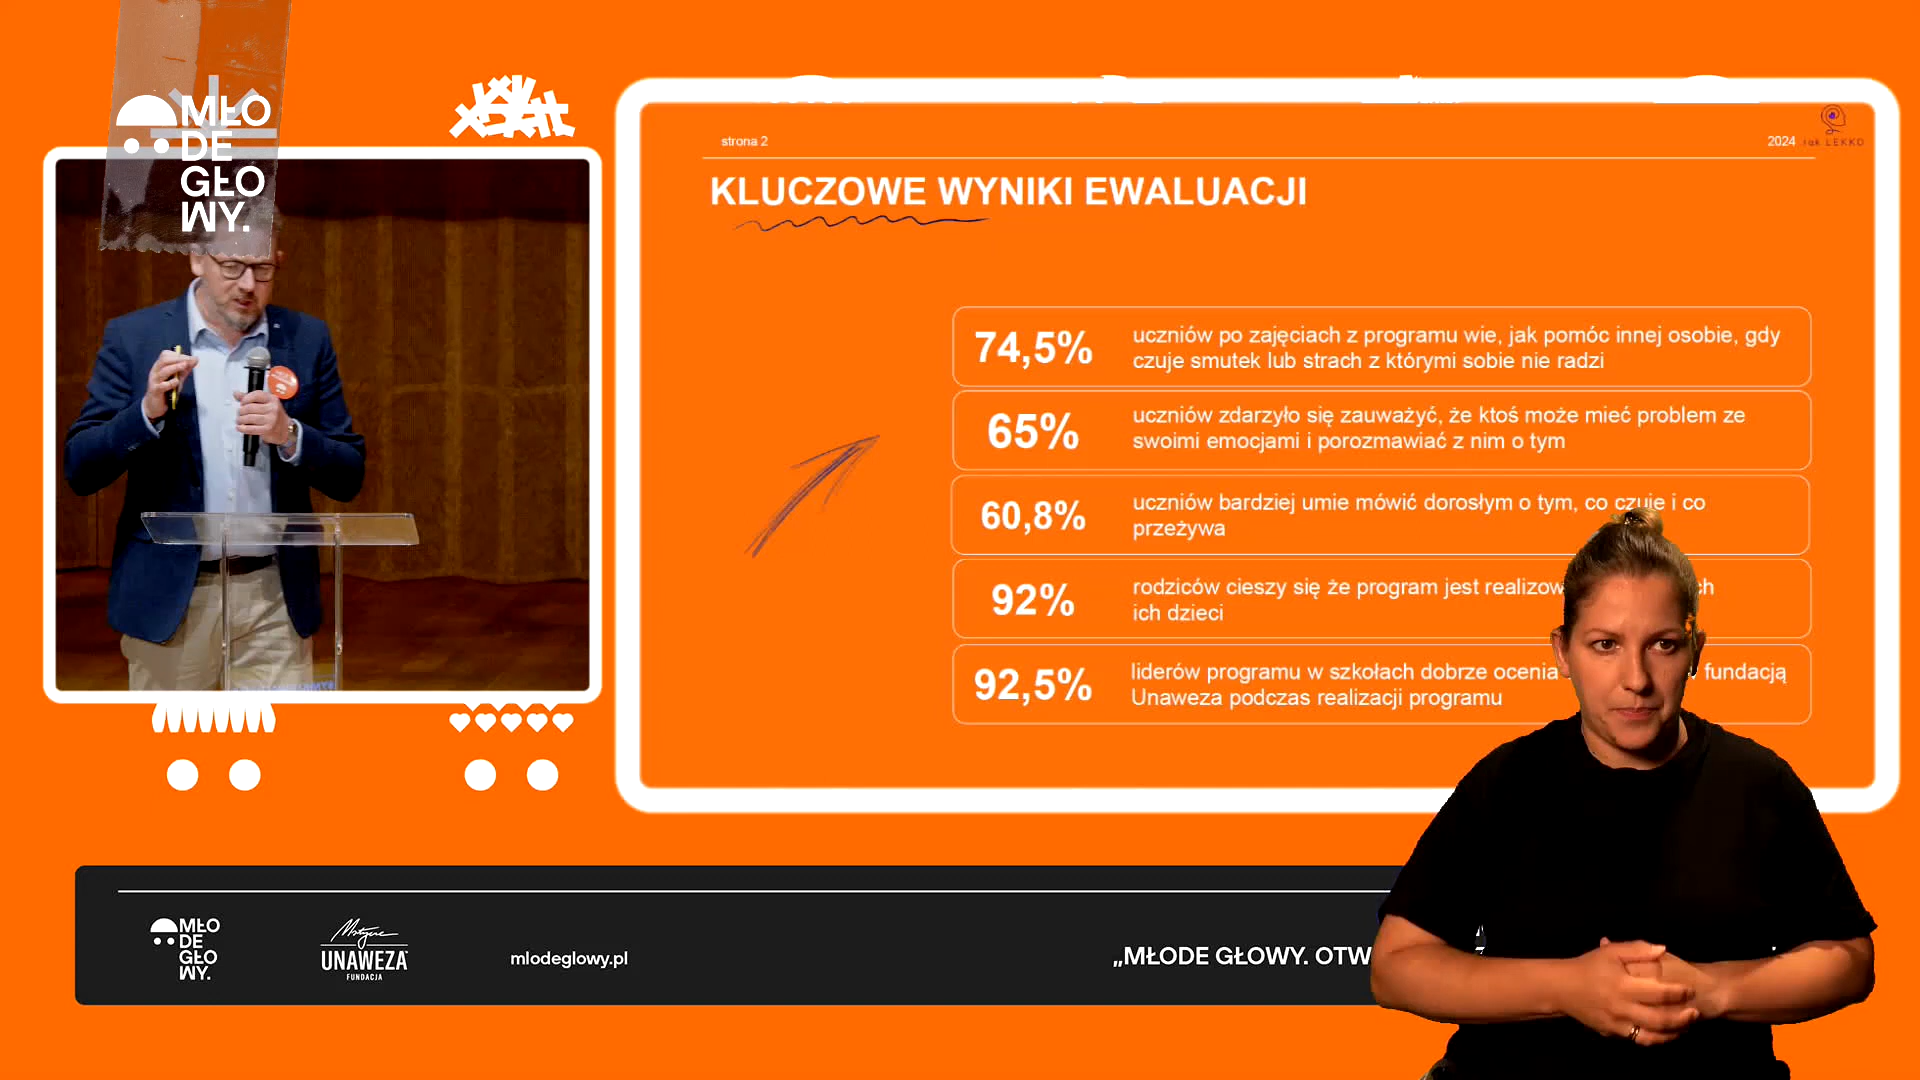 MŁO
DE
GŁO
WY.
strona 2
2024
Jak LEKKO
KLUCZOWE WYNIKI EWALUACJI
74,5%
uczniów po zajęciach z programu wie, jak pomóc innej osobie, gdy
czuje smutek lub strach z którymi sobie nie radzi
65%
uczniów zdarzyło się zauważyć, że ktoś może mieć problem ze
swoimi emocjami i porozmawiać z nim o tym
60,8%
uczniów bardziej umie mówić dorosłym o tym, co czuje i co
przeżywa
92%
rodziców cieszy się że program jest
ich dzieci
92,5%
liderów programu w szkołach dobrze ocenia fundacją
Unaweza podczas realizacji programu
MŁO
DE
GŁO
WY.
Martyna
UNAWEZA
FUNDACJA
mlodeglowy.pl
„MŁODE GŁOWY.